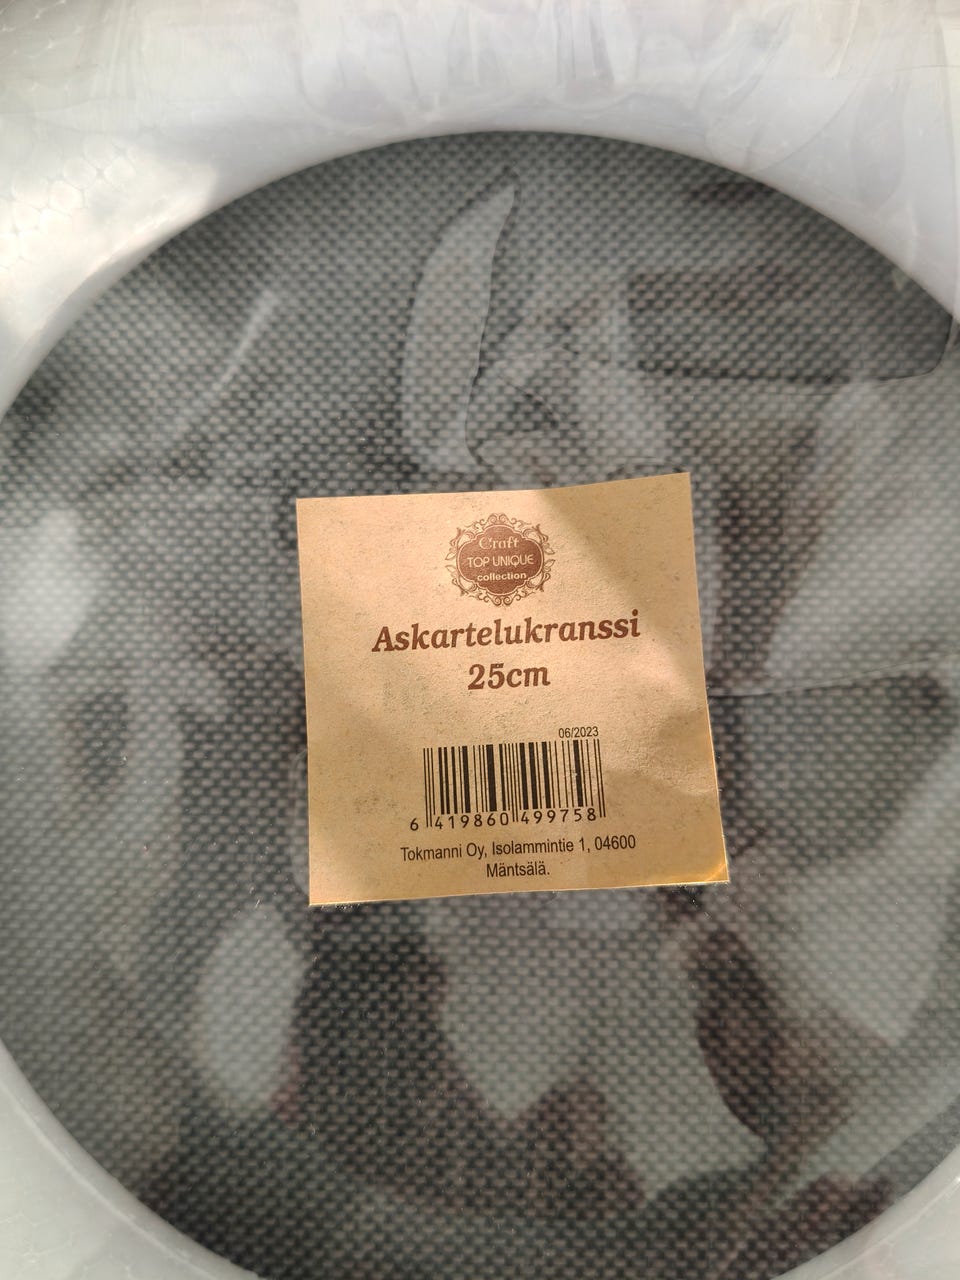 Craft
TOP UNIQUE
collection
Askartelukranssi
25cm
06/2023
6 419860 499758
Tokmanni Oy, Isolammintie 1, 04600
Mäntsälä.